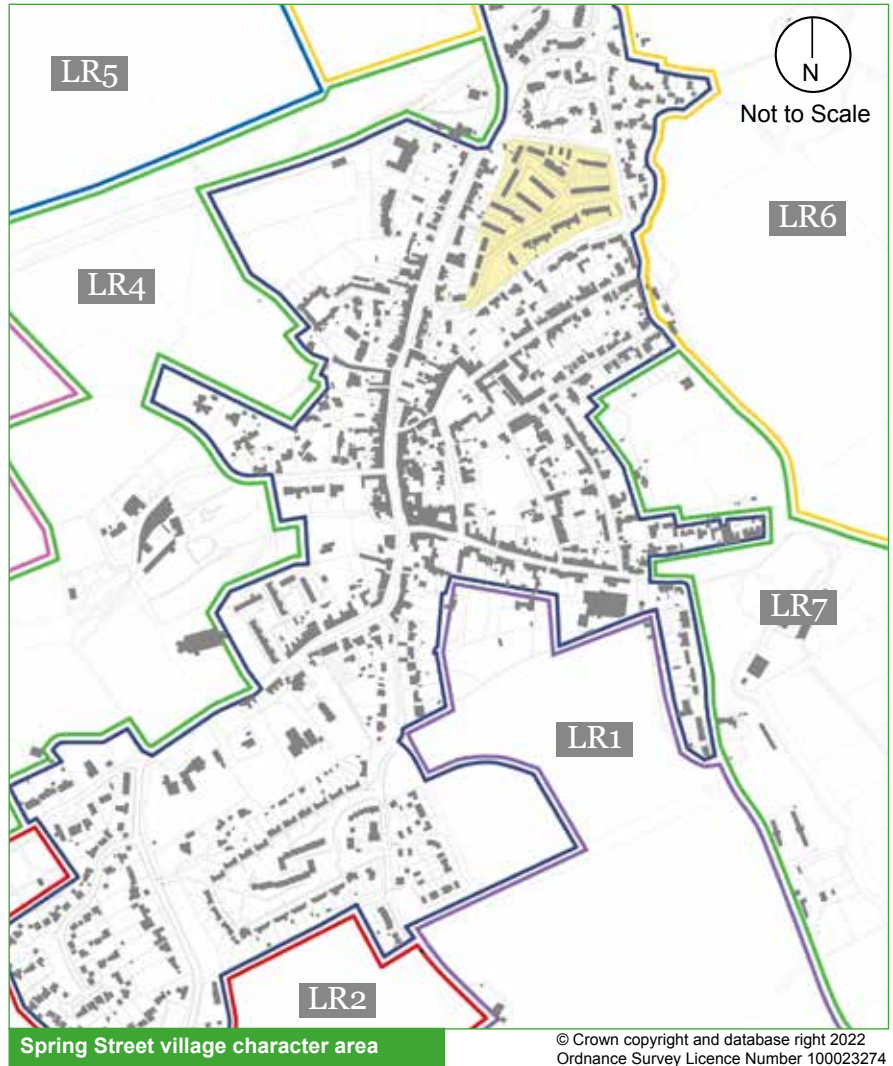 LR5
N
Not to Scale
LR6
LR4
LR7
LR1
LR2
Spring Street village character area
© Crown copyright and database right 2022
Ordnance Survey Licence Number 100023274